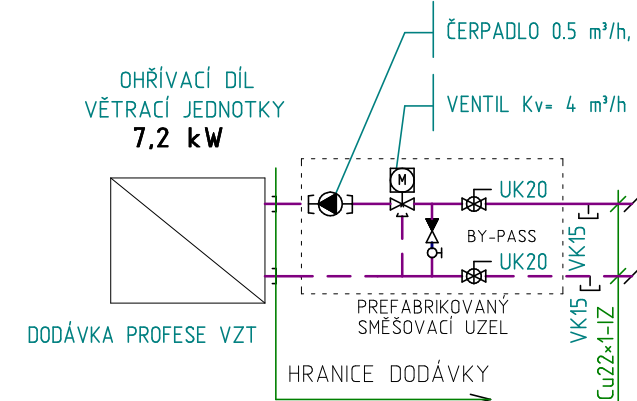 ČERPADLO 0.5 m³/h,
OHŘÍVACÍ DÍL
VĚTRACÍ JEDNOTKY
7,2 kW
VENTIL Kv= 4 m³/h
M
UK20
BY-PASS
UK20
VK15
VK15
PREFABRIKOVANÝ
SMĚŠOVACÍ UZEL
DODÁVKA PROFESE VZT
HRANICE DODÁVKY
Cu22×1-IZ